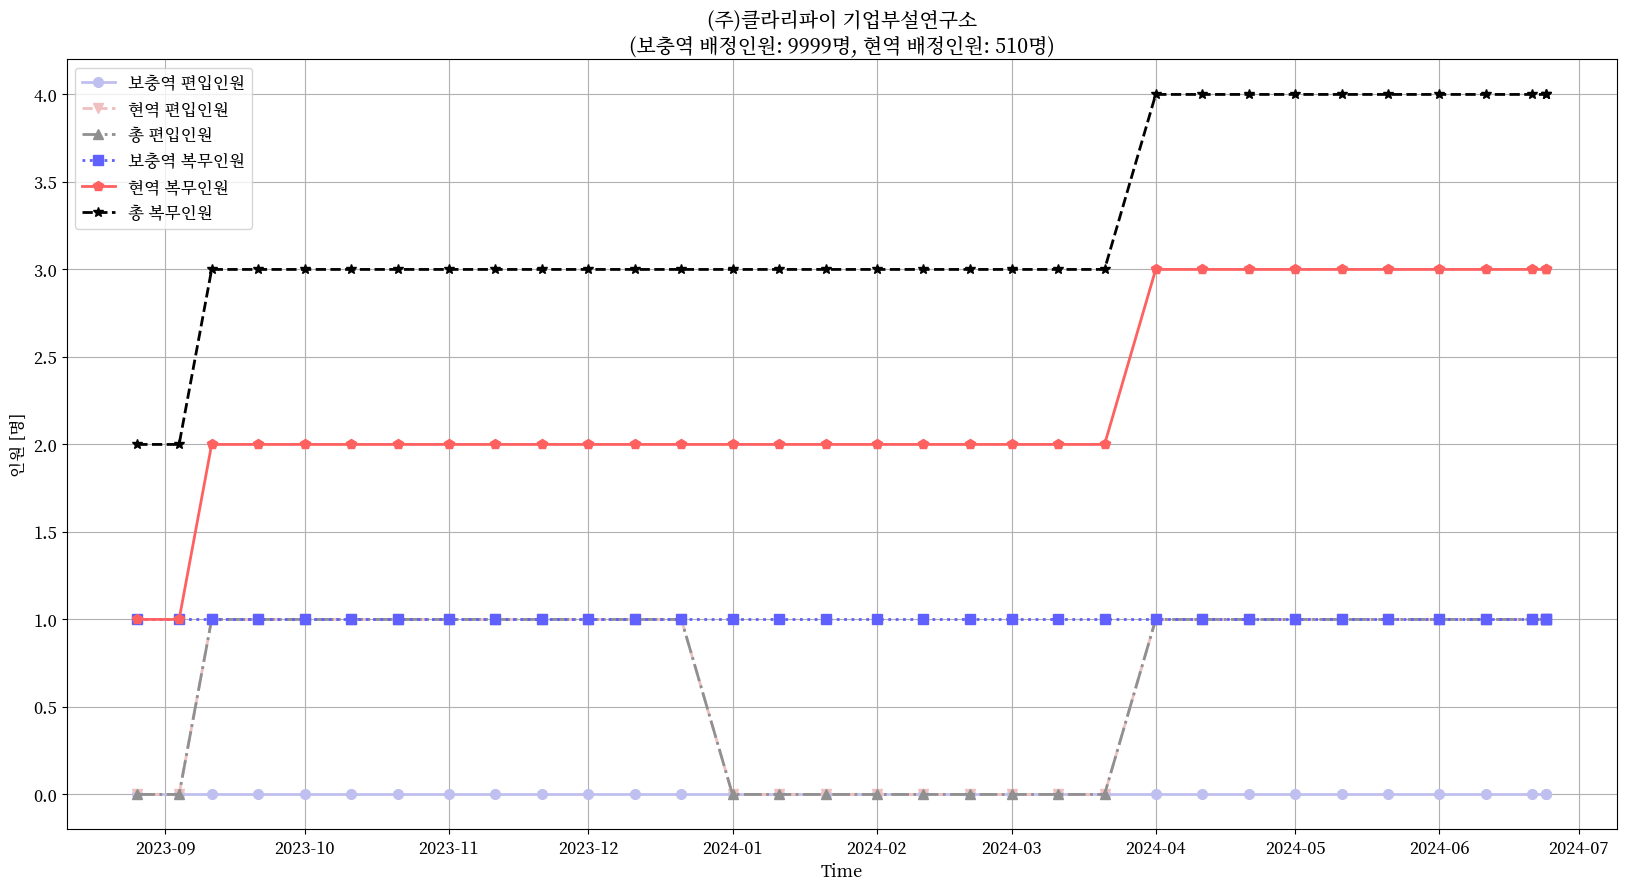 (주)클라리파이 기업부설연구소
(보충역 배정인원: 9999명, 현역 배정인원: 510명)
보충역 편입인원
현역 편입인원
총 편입인원
보충역 복무인원
현역 복무인원
총 복무인원
4.0
3.5
3.0
2.5
2.0
1.5
1.0
0.5
0.0
인원 [명]
2023-09 2023-10 2023-11 2023-12 2024-01 2024-02 2024-03 2024-04 2024-05 2024-06 2024-07
Time